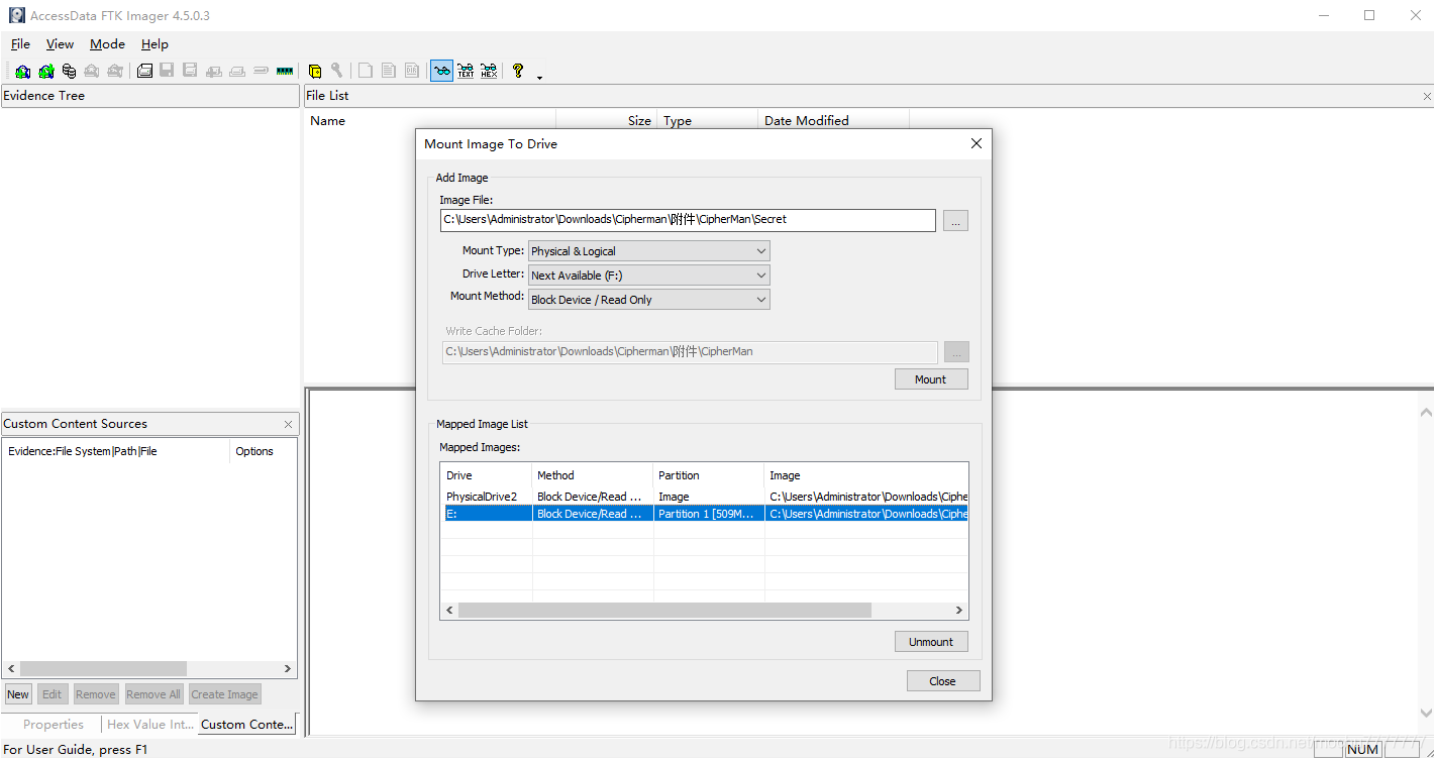 AccessData FTK Imager 4.5.0.3
File View Mode Help
TEXT HEX
Evidence Tree
File List
Name Size Type Date Modified
Mount Image To Drive
Add Image
Image File:
C:\Users\Administrator\Downloads\Cipherman\附件\CipherMan\Secret
...
Mount Type: Physical & Logical
Drive Letter: Next Available (F:)
Mount Method: Block Device / Read Only
Write Cache Folder:
C:\Users\Administrator\Downloads\Cipherman\附件\CipherMan
...
Mount
Custom Content Sources
Evidence:File System|Path|File Options
Mapped Image List
Mapped Images:
Drive Method Partition Image
PhysicalDrive2 Block Device/Read ... Image C:\Users\Administrator\Downloads\Ciphe
E: Block Device/Read ... Partition 1 [509M... C:\Users\Administrator\Downloads\Ciphe
Unmount
Close
New Edit Remove Remove All Create Image
Properties Hex Value Int... Custom Conte...
For User Guide, press F1
NUM